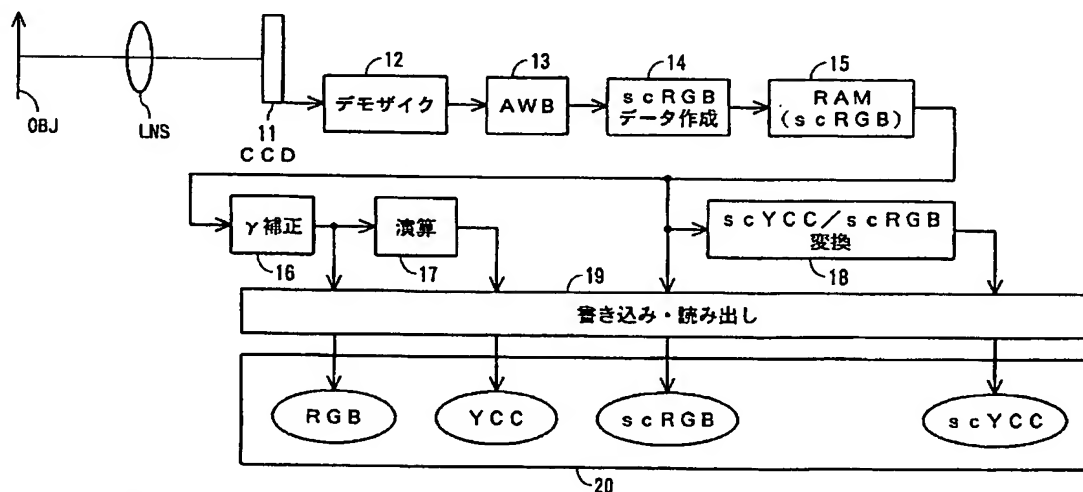 OBJ
LNS
11
CCD
12
デモザイク
13
AWB
14
scRGB
データ作成
15
RAM
(scRGB)
γ補正
16
演算
17
scYCC/scRGB
変換
18
19
書き込み・読み出し
RGB
YCC
scRGB
scYCC
20